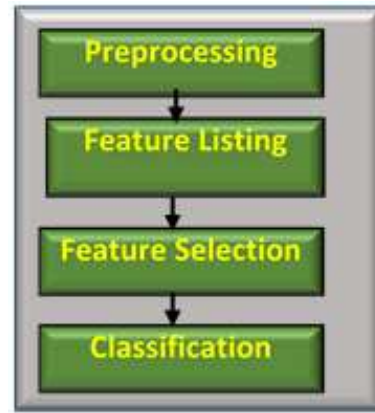 Preprocessing
Feature Listing
Feature Selection
Classification